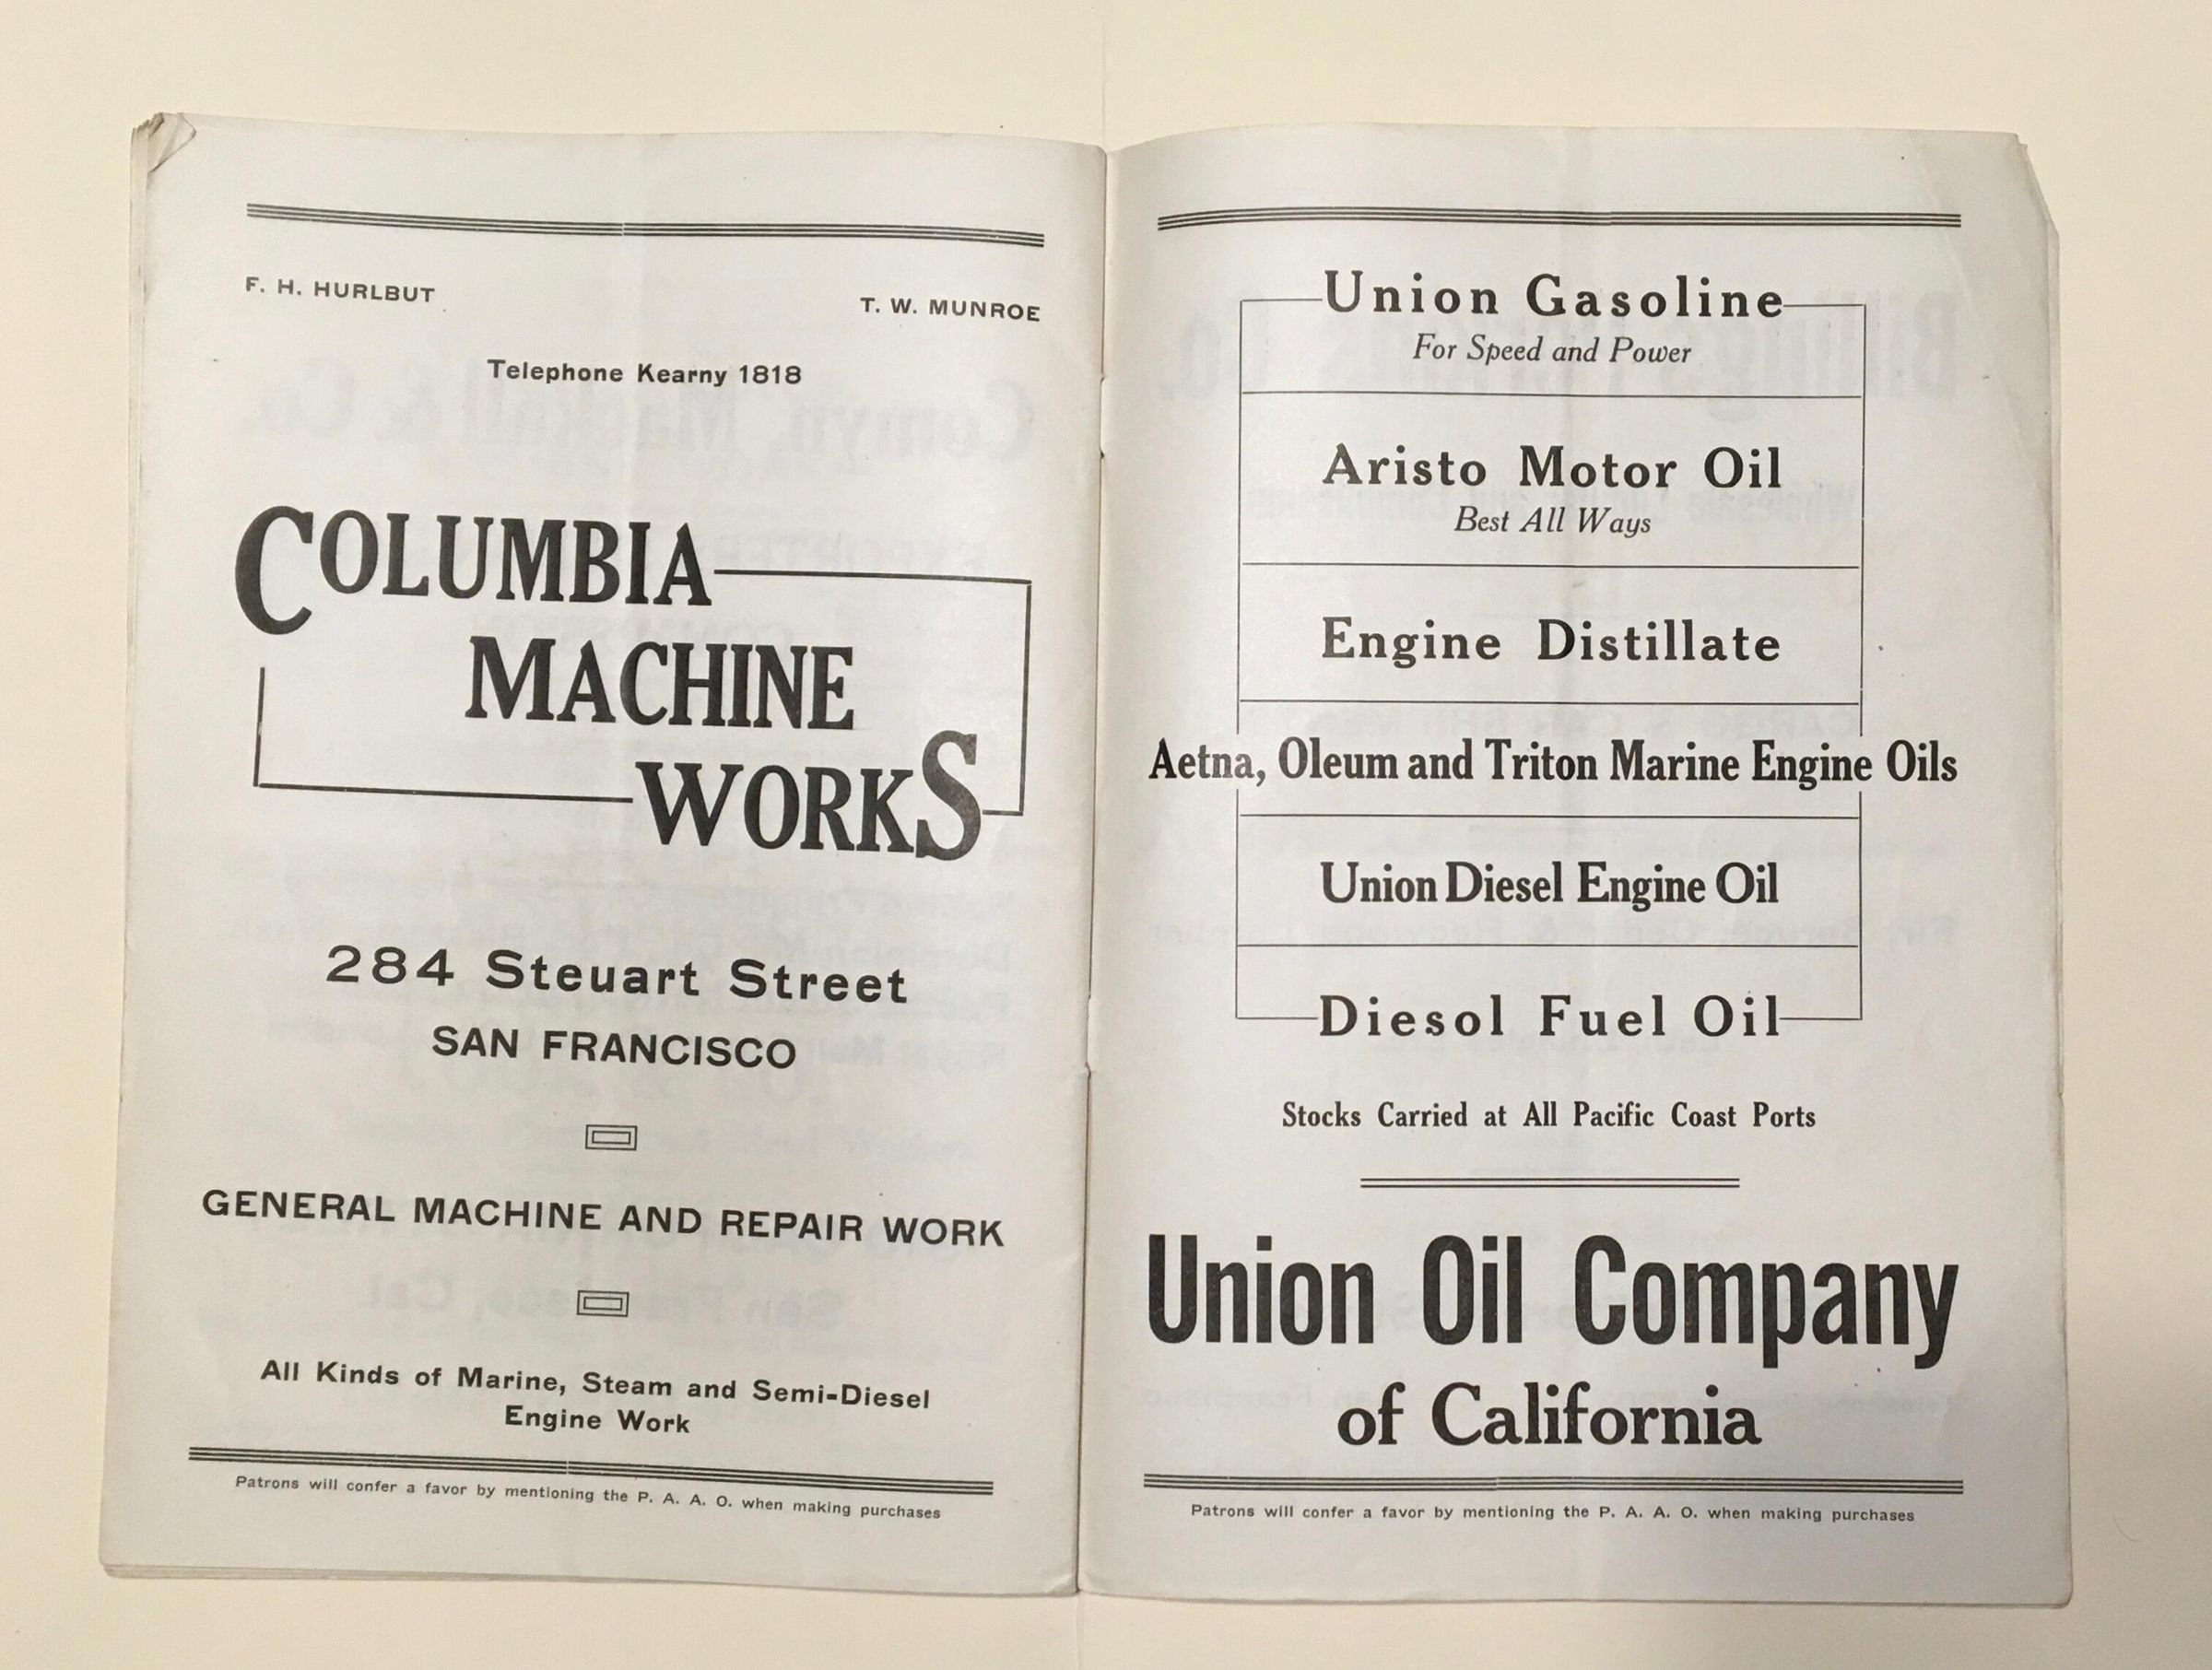 F. H. HURLBUT
T. W. MUNROE
Telephone Kearny 1818
COLUMBIA
MACHINE
WORKS
284 Steuart Street
SAN FRANCISCO
GENERAL MACHINE AND REPAIR WORK
All Kinds of Marine, Steam and Semi-Diesel
Engine Work
Patrons will confer a favor by mentioning the P. A. A. O. when making purchases
Union Gasoline
For Speed and Power
Aristo Motor Oil
Best All Ways
Engine Distillate
Aetna, Oleum and Triton Marine Engine Oils
Union Diesel Engine Oil
Diesol Fuel Oil
Stocks Carried at All Pacific Coast Ports
Union Oil Company
of California
Patrons will confer a favor by mentioning the P. A. A. O. when making purchases